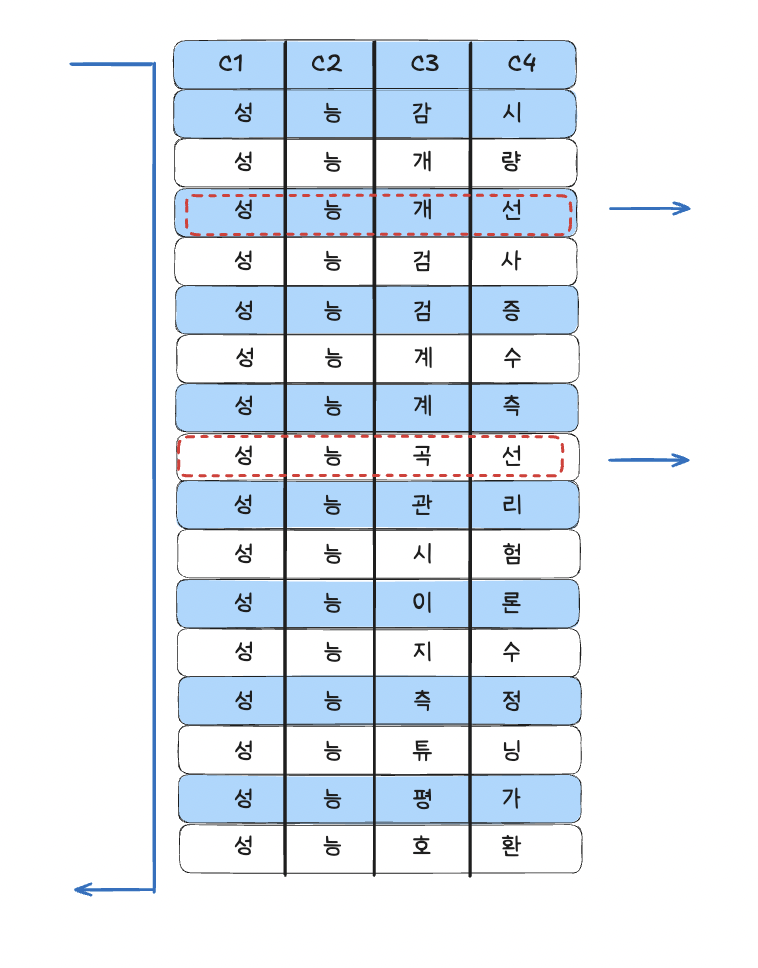 C1 C2 C3 C4
성 능 감 시
성 능 개 량
성 능 개 선
성 능 검 사
성 능 검 증
성 능 계 수
성 능 계 측
성 능 곡 선
성 능 관 리
성 능 시 험
성 능 이 론
성 능 지 수
성 능 측 정
성 능 튜 닝
성 능 평 가
성 능 호 환